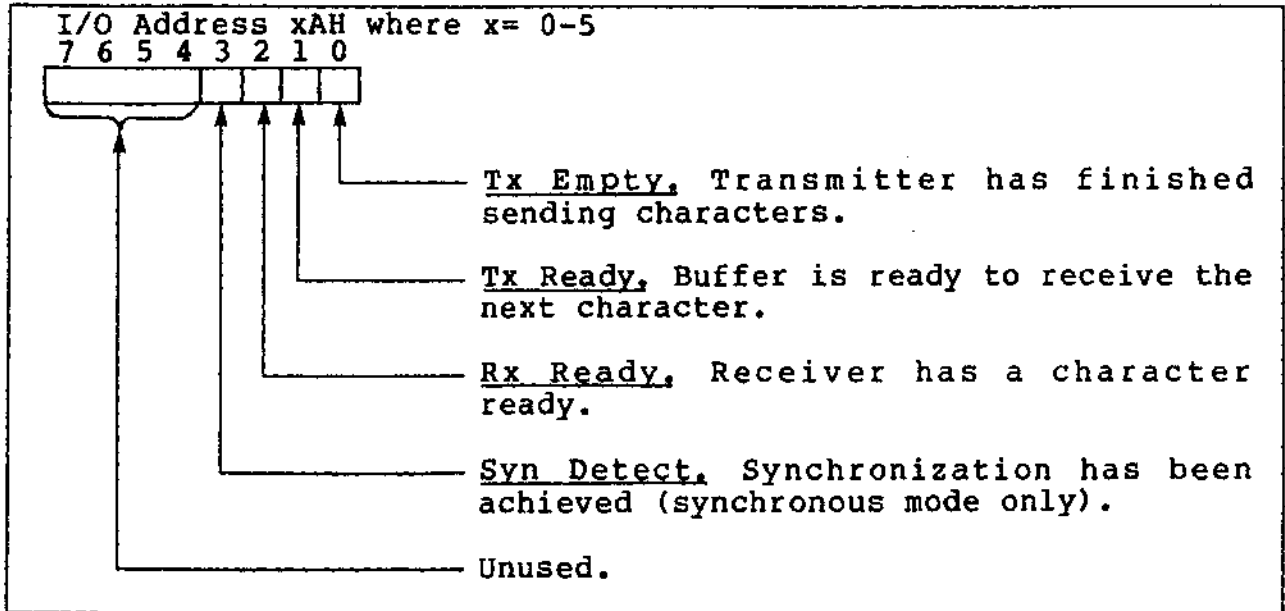 I/O Address xAH where x= 0-5
7 6 5 4 3 2 1 0
Tx Empty. Transmitter has finished
sending characters.
Tx Ready. Buffer is ready to receive the
next character.
Rx Ready. Receiver has a character
ready.
Syn Detect. Synchronization has been
achieved (synchronous mode only).
Unused.